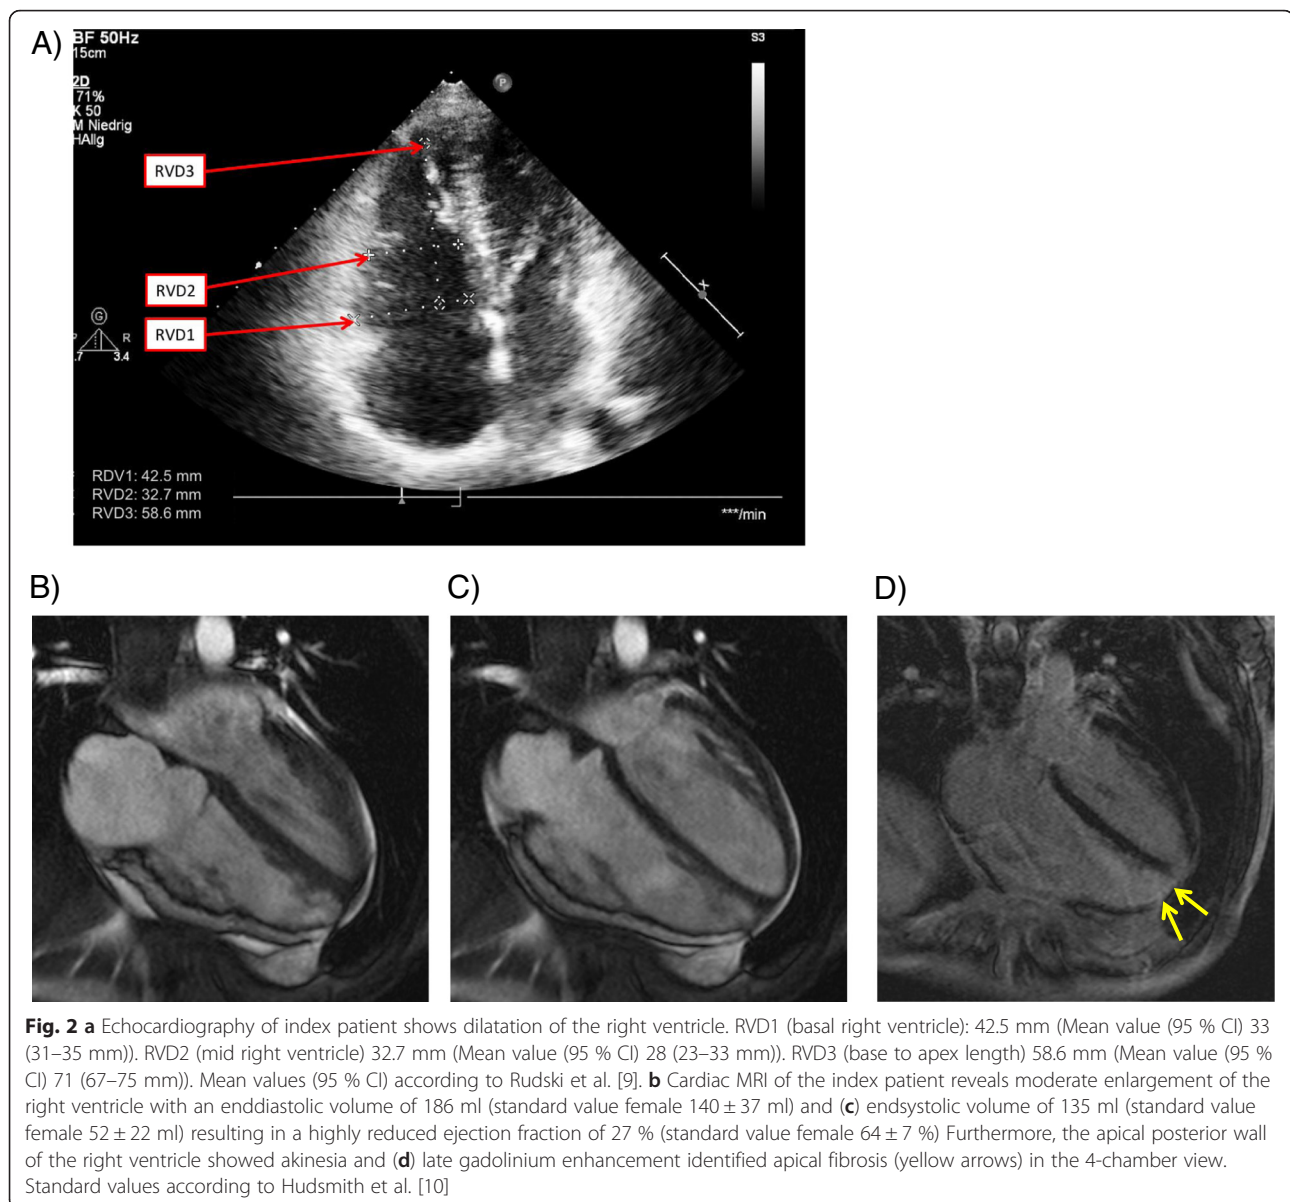 A)
BF 50Hz
15cm
2D
71%
K 50
M Niedrig
HAllg
P
S3
RVD3
RVD2
RVD1
G
P R
.7 3.4
x
RDV1: 42.5 mm
RVD2: 32.7 mm
RVD3: 58.6 mm
***/min
B)
C)
D)
Fig. 2 a Echocardiography of index patient shows dilatation of the right ventricle. RVD1 (basal right ventricle): 42.5 mm (Mean value (95 % CI) 33
(31–35 mm)). RVD2 (mid right ventricle) 32.7 mm (Mean value (95 % CI) 28 (23–33 mm)). RVD3 (base to apex length) 58.6 mm (Mean value (95 %
CI) 71 (67–75 mm)). Mean values (95 % CI) according to Rudski et al. [9]. b Cardiac MRI of the index patient reveals moderate enlargement of the
right ventricle with an enddiastolic volume of 186 ml (standard value female 140 ± 37 ml) and (c) endsystolic volume of 135 ml (standard value
female 52 ± 22 ml) resulting in a highly reduced ejection fraction of 27 % (standard value female 64 ± 7 %) Furthermore, the apical posterior wall
of the right ventricle showed akinesia and (d) late gadolinium enhancement identified apical fibrosis (yellow arrows) in the 4-chamber view.
Standard values according to Hudsmith et al. [10]